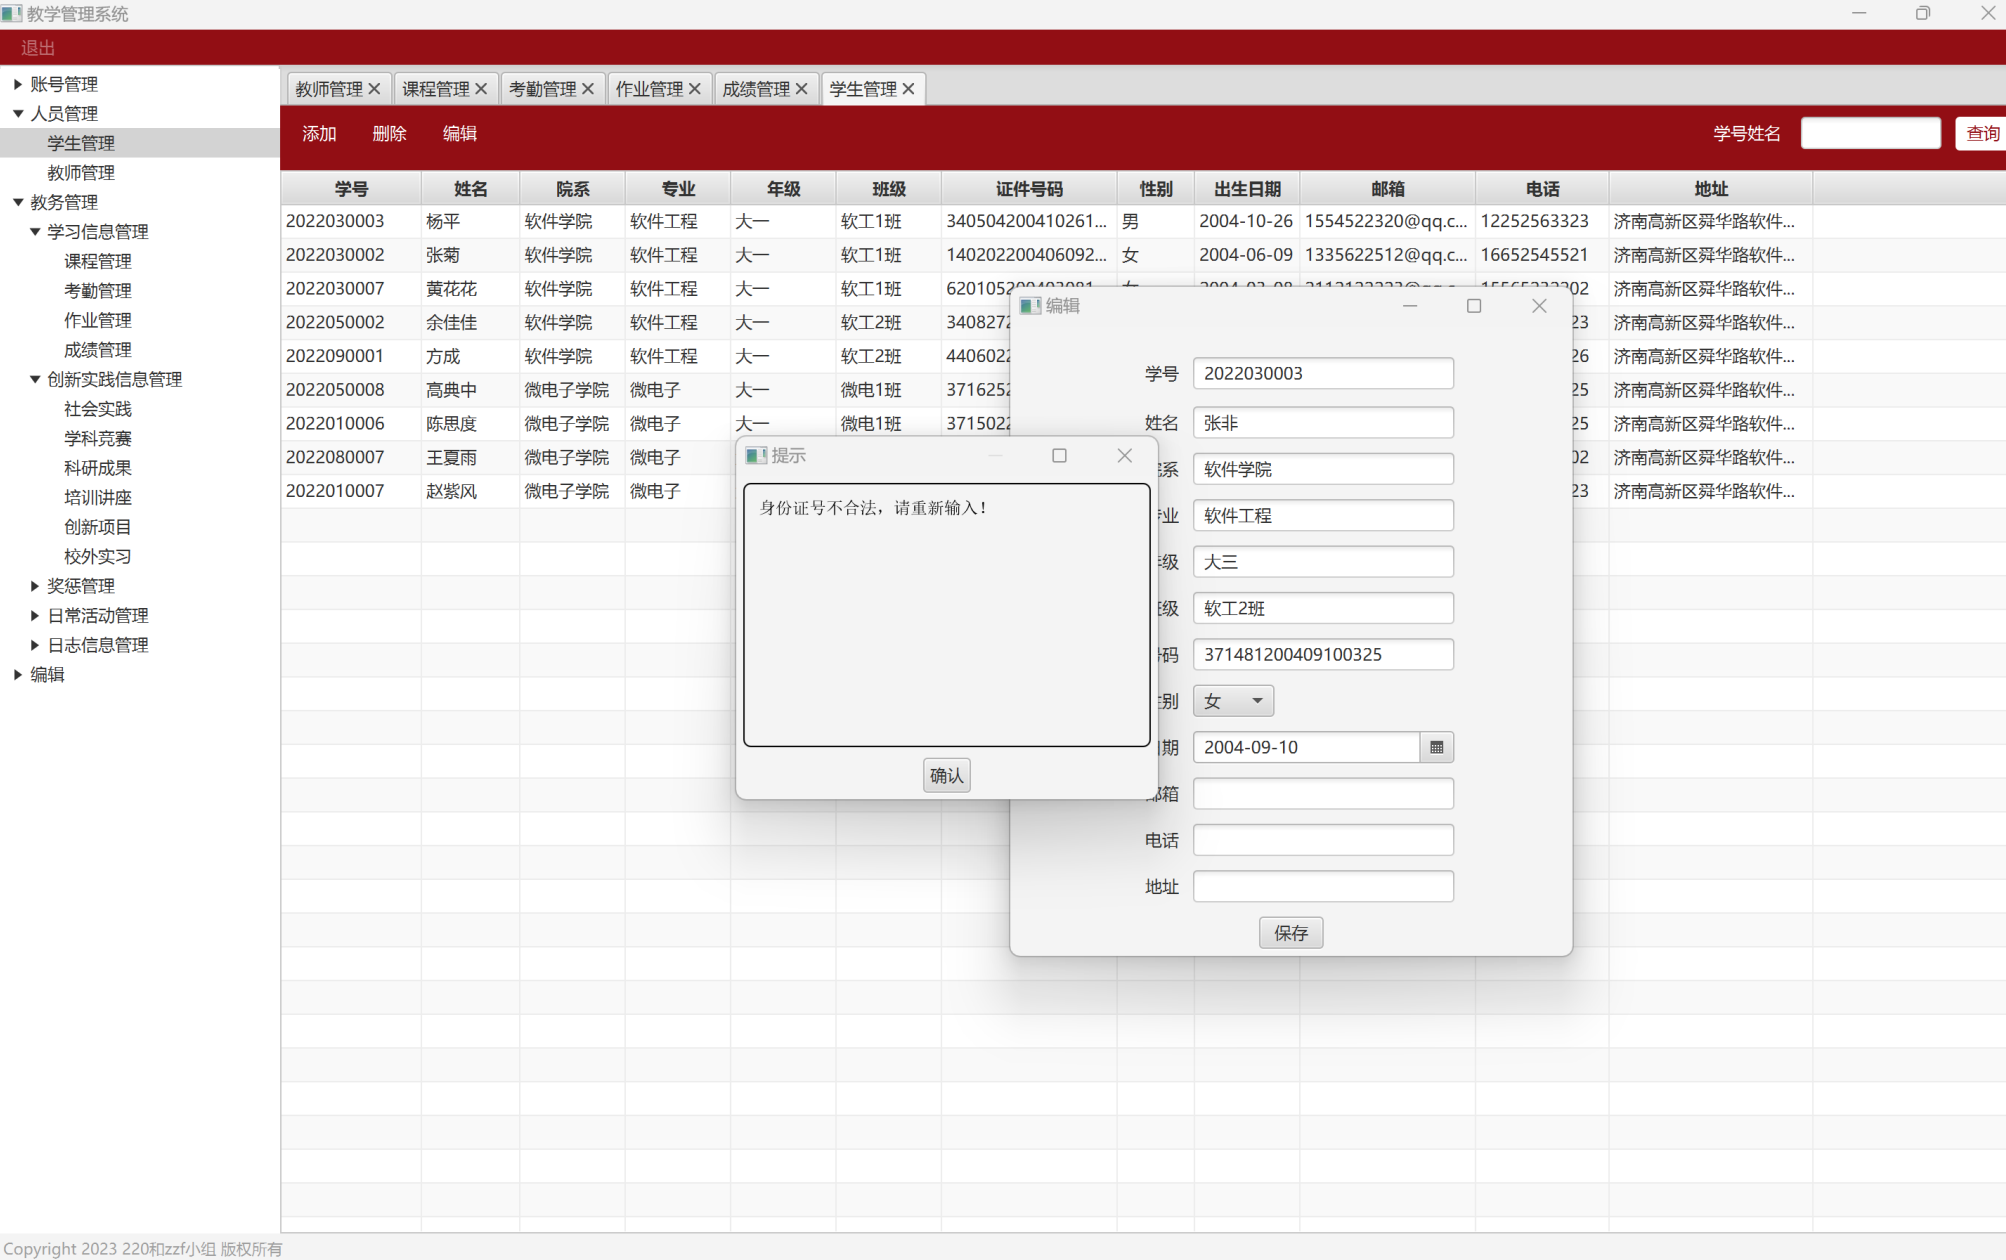 教学管理系统
退出
账号管理
人员管理
学生管理
教师管理
教务管理
学习信息管理
课程管理
考勤管理
作业管理
成绩管理
创新实践信息管理
社会实践
学科竞赛
科研成果
培训讲座
创新项目
校外实习
奖惩管理
日常活动管理
日志信息管理
编辑
教师管理 课程管理 考勤管理 作业管理 成绩管理 学生管理
添加 删除 编辑 学号姓名 查询
学号 姓名 院系 专业 年级 班级 证件号码 性别 出生日期 邮箱 电话 地址
2022030003 杨平 软件学院 软件工程 大一 软工1班 340504200410261... 男 2004-10-26 1554522320@qq.c... 12252563323 济南高新区舜华路软件...
2022030002 张菊 软件学院 软件工程 大一 软工1班 140202200406092... 女 2004-06-09 1335622512@qq.c... 16652545521 济南高新区舜华路软件...
2022030007 黄花花 软件学院 软件工程 大一 软工1班 02 济南高新区舜华路软件...
2022050002 余佳佳 软件学院 软件工程 大一 软工2班 340827 23 济南高新区舜华路软件...
2022090001 方成 软件学院 软件工程 大一 软工2班 440602 26 济南高新区舜华路软件...
2022050008 高典中 微电子学院 微电子 大一 微电1班 371625 25 济南高新区舜华路软件...
2022010006 陈思度 微电子学院 微电子 大一 微电1班 371502 25 济南高新区舜华路软件...
2022080007 王夏雨 微电子学院 微电子 02 济南高新区舜华路软件...
2022010007 赵紫风 微电子学院 微电子 23 济南高新区舜华路软件...
编辑
学号 2022030003
姓名 张非
系 软件学院
业 软件工程
级 大三
级 软工2班
码 371481200409100325
别 女
期 2004-09-10
邮箱
电话
地址
保存
提示
身份证号不合法，请重新输入！
确认
Copyright 2023 220和zzf小组 版权所有